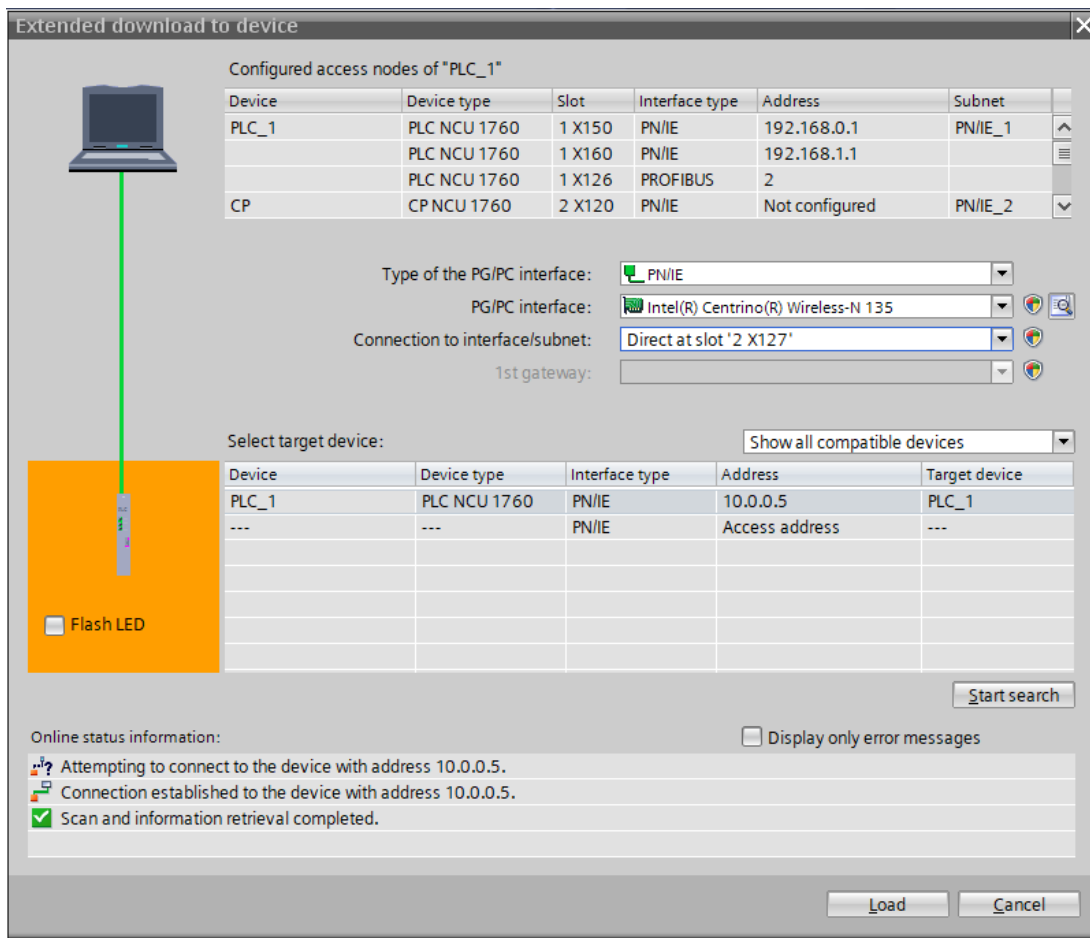 Extended download to device
Configured access nodes of "PLC_1"
Device Device type Slot Interface type Address Subnet
PLC_1 PLC NCU 1760 1 X150 PN/IE 192.168.0.1 PN/IE_1
PLC NCU 1760 1 X160 PN/IE 192.168.1.1
PLC NCU 1760 1 X126 PROFIBUS 2
CP CP NCU 1760 2 X120 PN/IE Not configured PN/IE_2
Type of the PG/PC interface: PN/IE
PG/PC interface: Intel(R) Centrino(R) Wireless-N 135
Connection to interface/subnet: Direct at slot '2 X127'
1st gateway:
Select target device: Show all compatible devices
Device Device type Interface type Address Target device
PLC_1 PLC NCU 1760 PN/IE 10.0.0.5 PLC_1
--- --- PN/IE Access address ---
Flash LED
Start search
Online status information: Display only error messages
Attempting to connect to the device with address 10.0.0.5.
Connection established to the device with address 10.0.0.5.
Scan and information retrieval completed.
Load Cancel